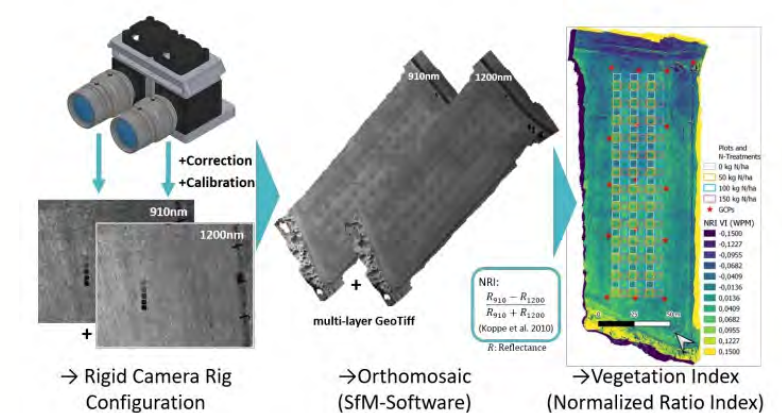 +Correction
+Calibration
910nm
1200nm
+
→ Rigid Camera Rig
Configuration
910nm
1200nm
+
multi-layer GeoTiff
NRI:
R910 − R1200
R910 + R1200
(Koppe et al. 2010)
R: Reflectance
→Orthomosaic
(SfM-Software)
Plots and
N-Treatments
0 kg N/ha
50 kg N/ha
100 kg N/ha
150 kg N/ha
GCPs
NRI VI (WPM)
-0,1500
-0,1227
-0,0955
-0,0682
-0,0409
-0,0136
0,0136
0,0409
0,0682
0,0955
0,1227
0,1500
0 25 50m
→Vegetation Index
(Normalized Ratio Index)